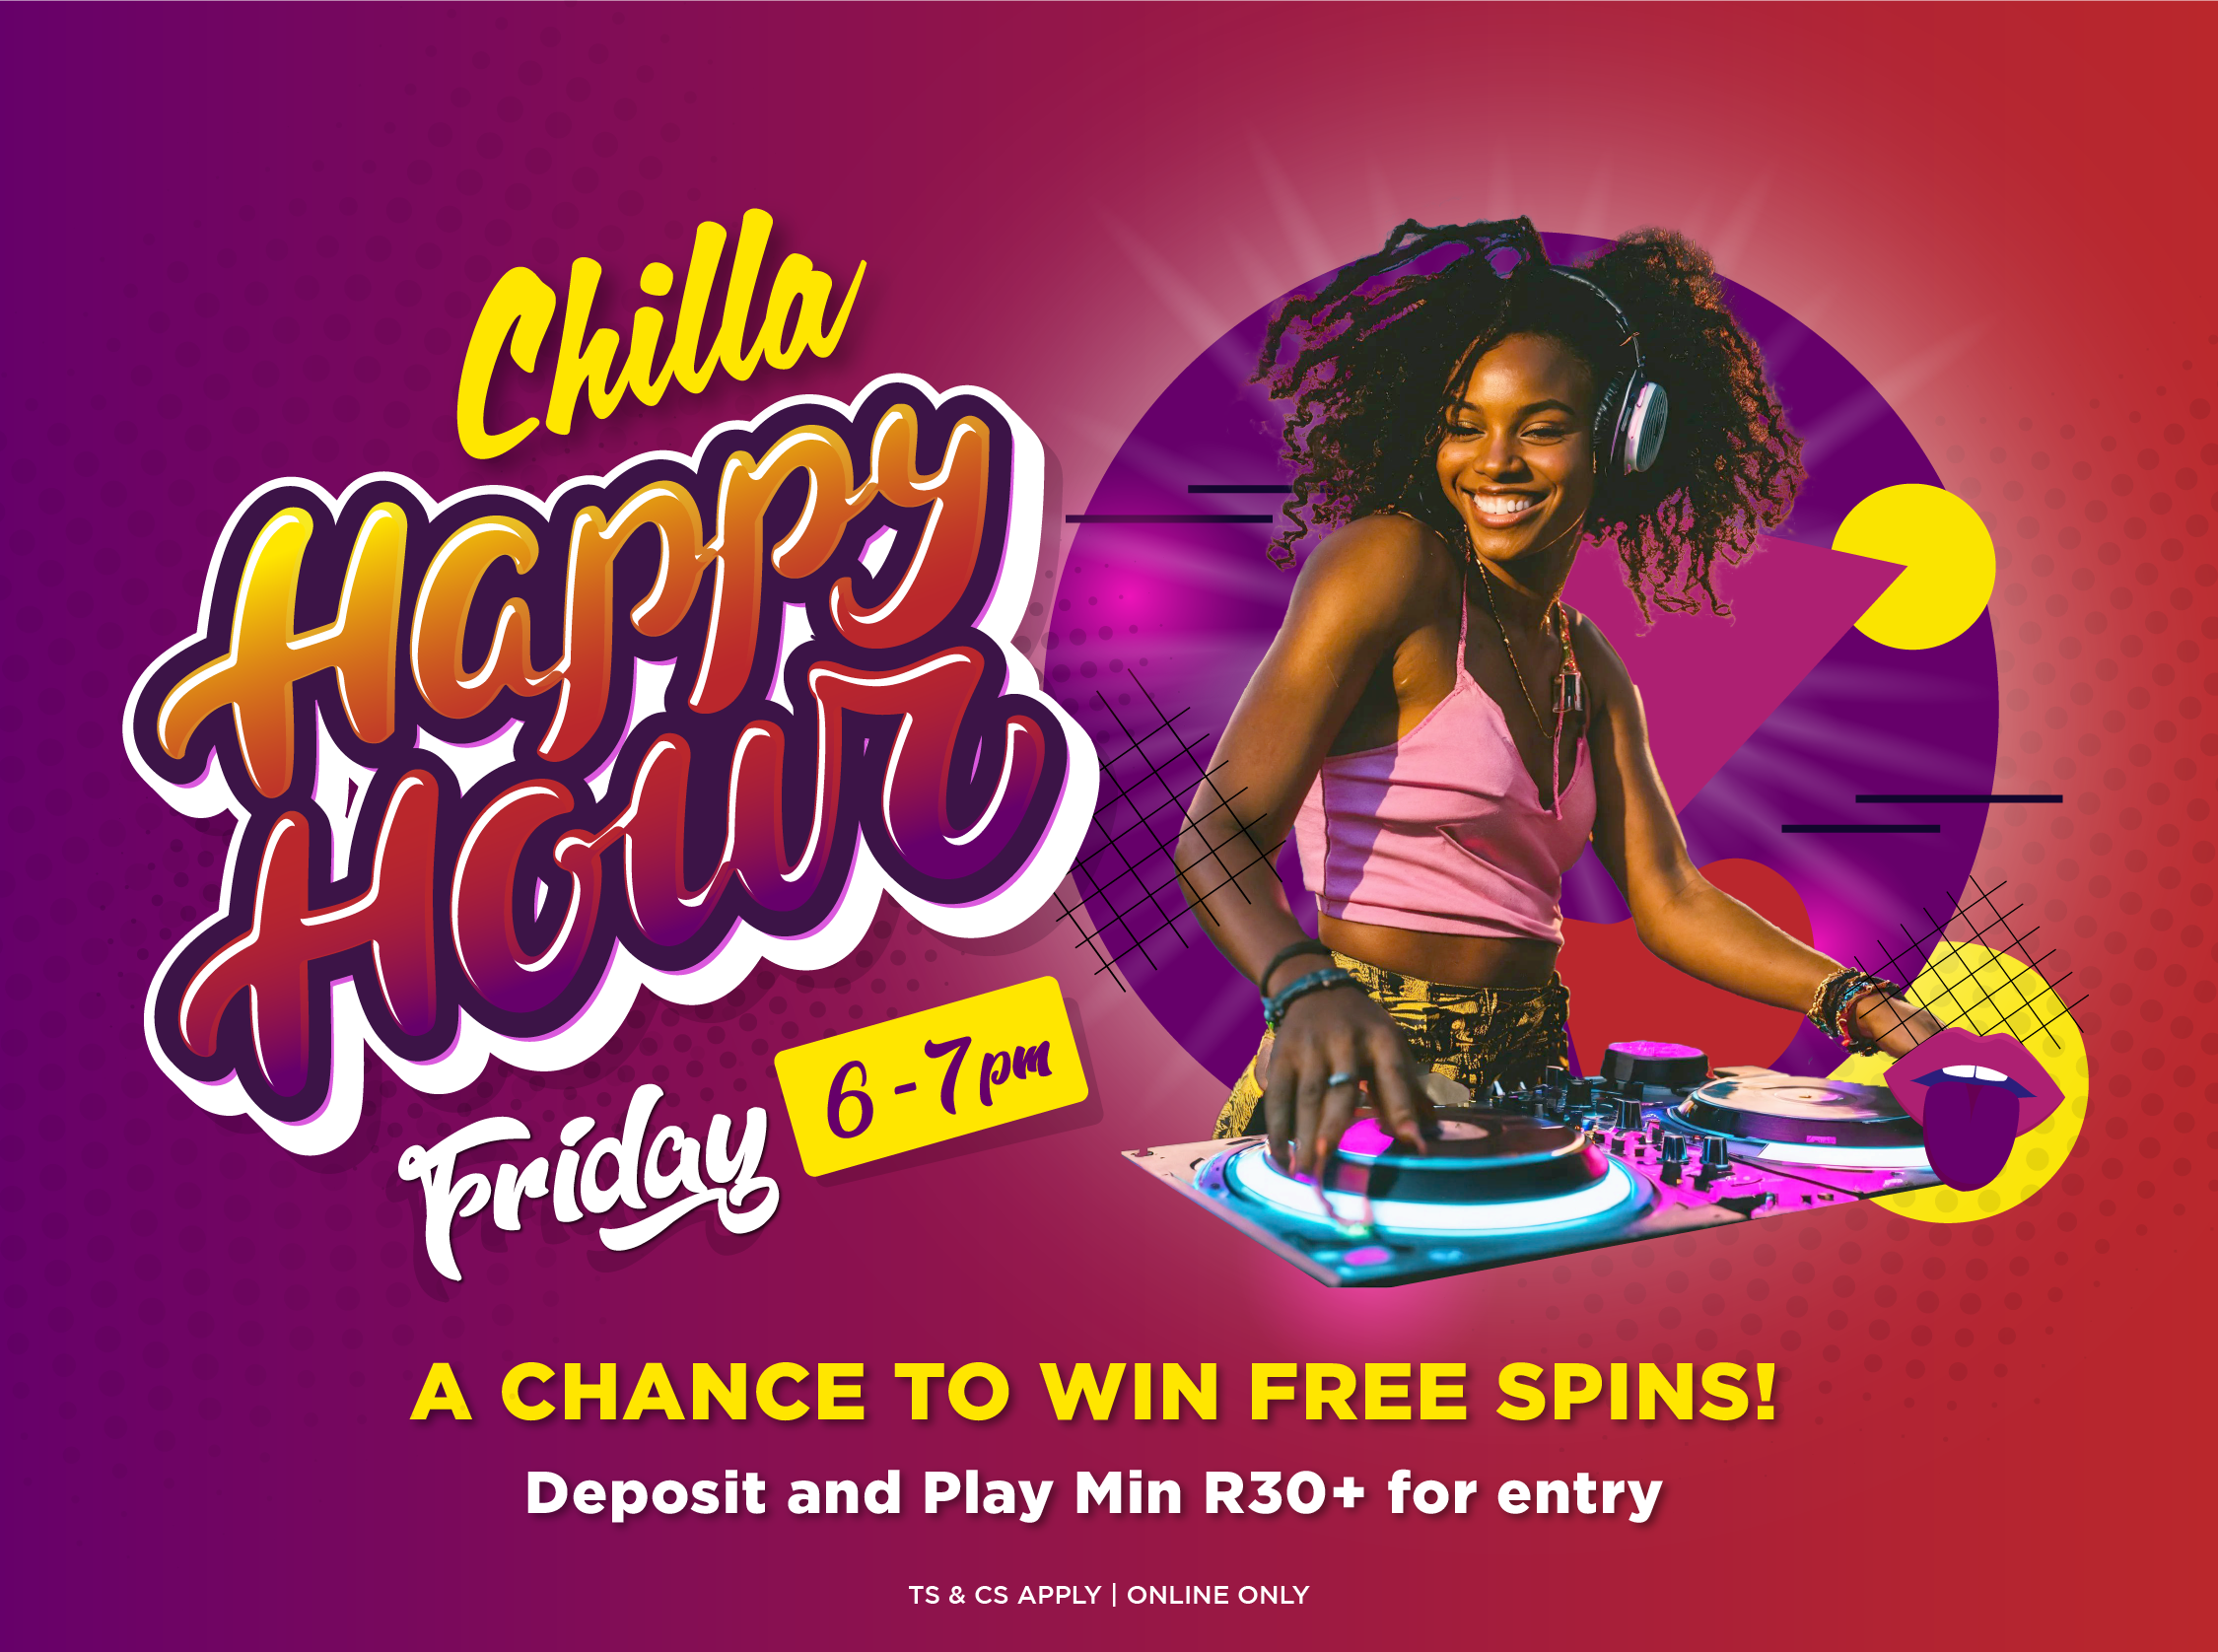 Chilla
Happy
Hour
Friday
6 - 7pm
A CHANCE TO WIN FREE SPINS!
Deposit and Play Min R30+ for entry
TS & CS APPLY | ONLINE ONLY